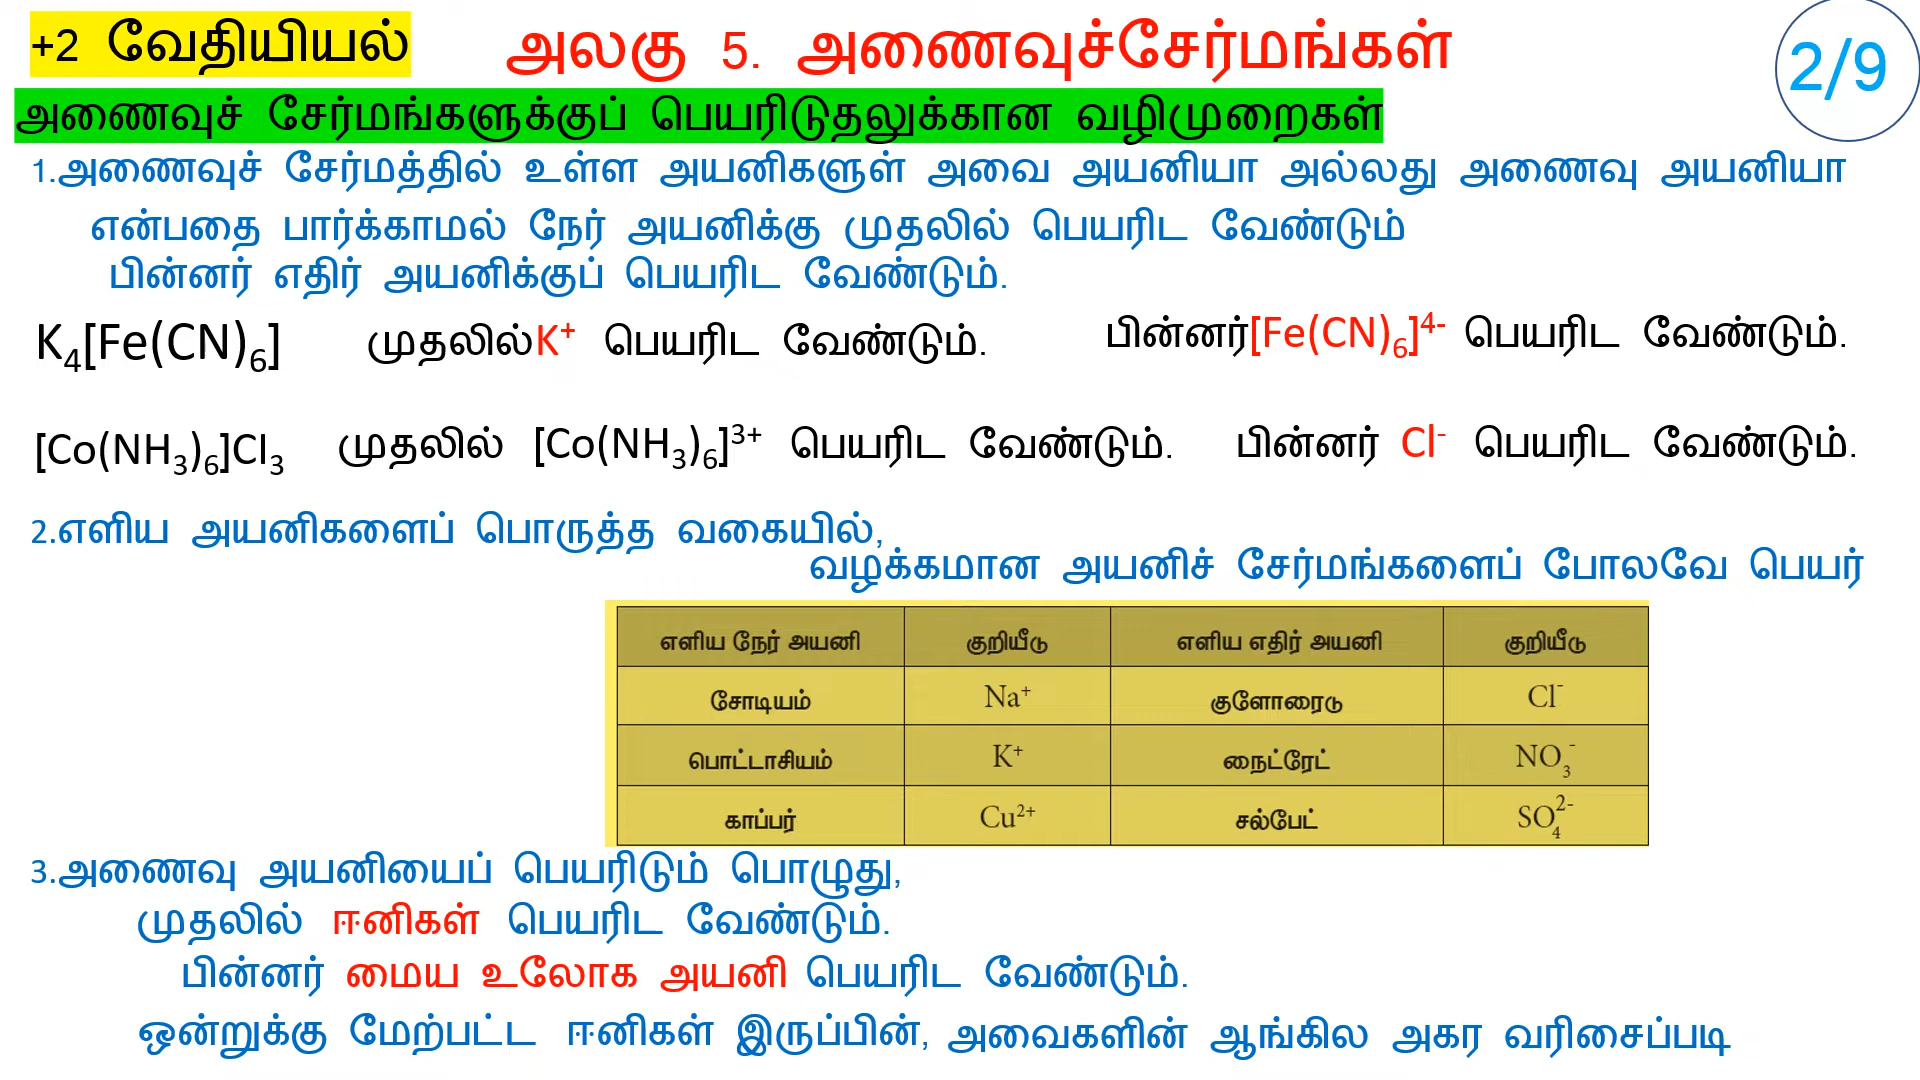 +2 வேதியியல்
அலகு 5. அணைவுச்சேர்மங்கள்
2/9
அணைவுச் சேர்மங்களுக்குப் பெயரிடுதலுக்கான வழிமுறைகள்
1.அணைவுச் சேர்மத்தில் உள்ள அயனிகளுள் அவை அயனியா அல்லது அணைவு அயனியா
என்பதை பார்க்காமல் நேர் அயனிக்கு முதலில் பெயரிட வேண்டும்
பின்னர் எதிர் அயனிக்குப் பெயரிட வேண்டும்.
K₄[Fe(CN)₆] முதலில்K⁺ பெயரிட வேண்டும். பின்னர்[Fe(CN)₆]⁴⁻ பெயரிட வேண்டும்.
[Co(NH₃)₆]Cl₃ முதலில் [Co(NH₃)₆]³⁺ பெயரிட வேண்டும். பின்னர் Cl⁻ பெயரிட வேண்டும்.
2.எளிய அயனிகளைப் பொருத்த வகையில்,
வழக்கமான அயனிச் சேர்மங்களைப் போலவே பெயர்
எளிய நேர் அயனி குறியீடு எளிய எதிர் அயனி குறியீடு
சோடியம் Na⁺ குளோரைடு Cl⁻
பொட்டாசியம் K⁺ நைட்ரேட் NO₃⁻
காப்பர் Cu²⁺ சல்பேட் SO₄²⁻
3.அணைவு அயனியைப் பெயரிடும் பொழுது,
முதலில் ஈனிகள் பெயரிட வேண்டும்.
பின்னர் மைய உலோக அயனி பெயரிட வேண்டும்.
ஒன்றுக்கு மேற்பட்ட ஈனிகள் இருப்பின், அவைகளின் ஆங்கில அகர வரிசைப்படி